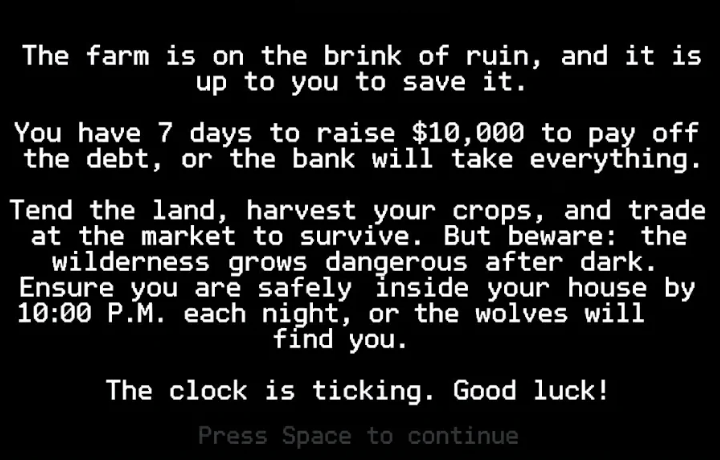 The farm is on the brink of ruin, and it is
up to you to save it.
You have 7 days to raise $10,000 to pay off
the debt, or the bank will take everything.
Tend the land, harvest your crops, and trade
at the market to survive. But beware: the
wilderness grows dangerous after dark.
Ensure you are safely inside your house by
10:00 P.M. each night, or the wolves will
find you.
The clock is ticking. Good luck!
Press Space to continue